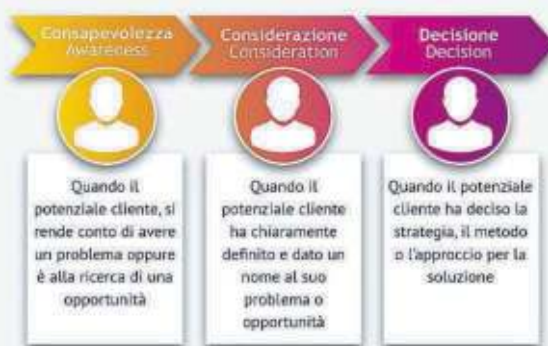 Consapevolezza
Awareness
Quando il
potenziale cliente, si
rende conto di avere
un problema oppure
è alla ricerca di una
opportunità
Considerazione
Consideration
Quando il
potenziale cliente
ha chiaramente
definito e dato un
nome al suo
problema o
opportunità
Decisione
Decision
Quando il potenziale
cliente ha deciso la
strategia, il metodo
o l'approccio per la
soluzione